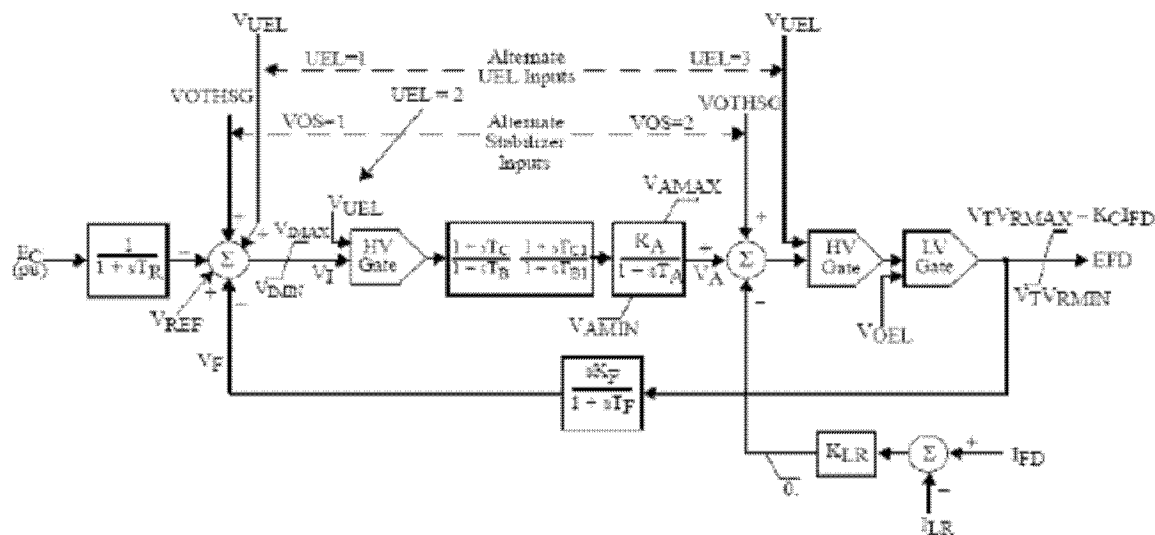 VUEL
VUEL
UEL=1
Alternate
UEL Inputs
UEL=3
VOTHSG
UEL = 2
VOTHSG
VOS=1
Alternate
Stabilizer
Inputs
VOS=2
VAMAX
VUEL
VDMAX
VTVRMAX - KCIFD
EC
(pu)
1
1 + sTR
Σ
VI
HV
Gate
1 - sTC
1 - sTB
1 + sTC1
1 + sTB1
KA
1 - sTA
VA
Σ
HV
Gate
LV
Gate
EFD
VIMIN
VTVRMIN
VREF
VAMIN
VOEL
VF
sKF
1 + sTF
KLR
Σ
IFD
0.
ILR